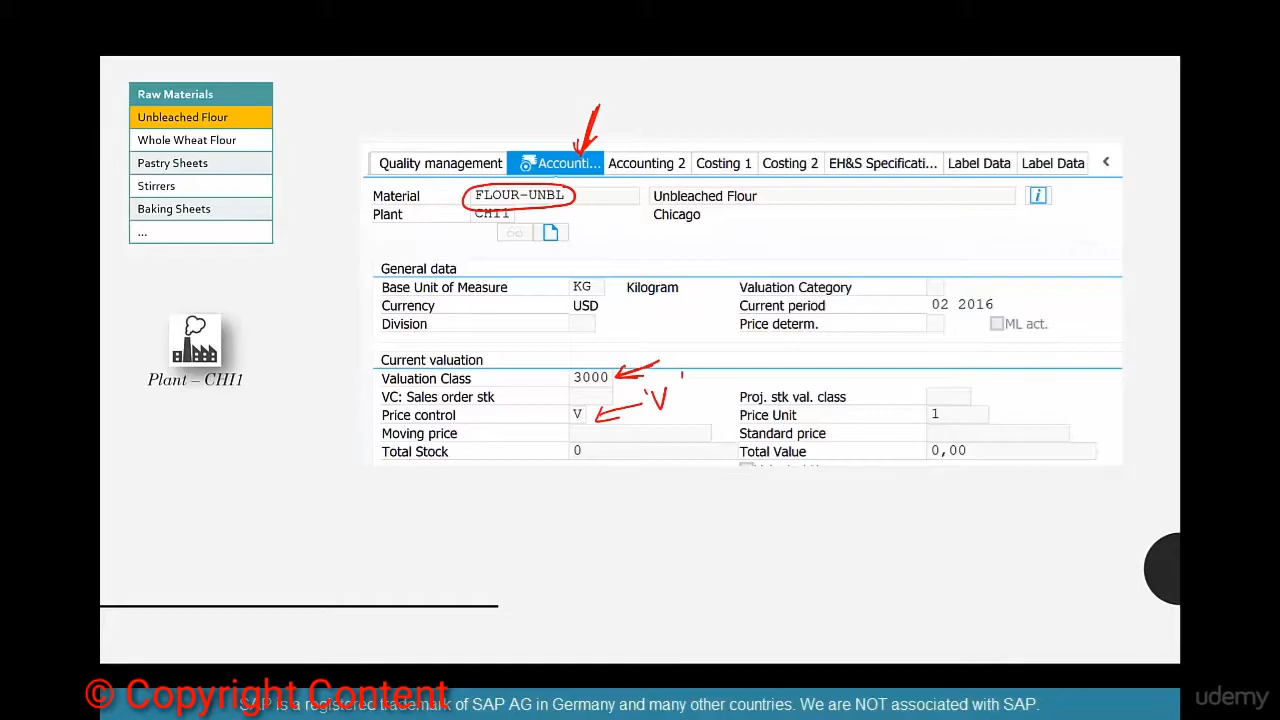 Raw Materials
Unbleached Flour
Whole Wheat Flour
Pastry Sheets
Stirrers
Baking Sheets
...
Plant – CHI1
Quality management Accounti... Accounting 2 Costing 1 Costing 2 EH&S Specificati... Label Data Label Data
Material FLOUR-UNBL Unbleached Flour
Plant CHI1 Chicago
General data
Base Unit of Measure KG Kilogram Valuation Category
Currency USD Current period 02 2016
Division Price determ. ML act.
Current valuation
Valuation Class 3000
'V'
VC: Sales order stk Proj. stk val. class
Price control V Price Unit 1
Moving price Standard price
Total Stock 0 Total Value 0,00
© Copyright Content
SAP is a registered trademark of SAP AG in Germany and many other countries. We are NOT associated with SAP.
udemy